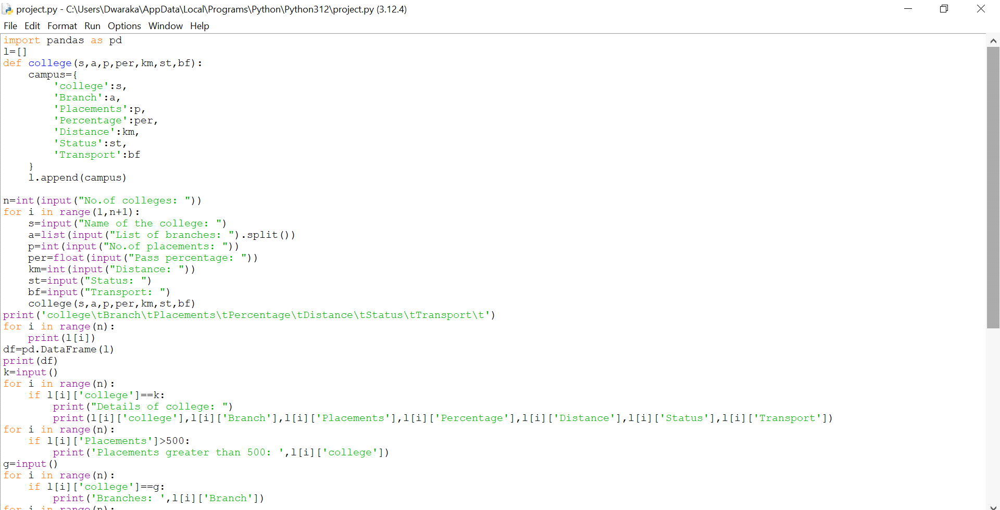 project.py - C:\Users\Dwaraka\AppData\Local\Programs\Python\Python312\project.py (3.12.4)
File Edit Format Run Options Window Help
import pandas as pd
l=[]
def college(s,a,p,per,km,st,bf):
    campus={
        'college':s,
        'Branch':a,
        'Placements':p,
        'Percentage':per,
        'Distance':km,
        'Status':st,
        'Transport':bf
    }
    l.append(campus)

n=int(input("No.of colleges: "))
for i in range(1,n+1):
    s=input("Name of the college: ")
    a=list(input("List of branches: ").split())
    p=int(input("No.of placements: "))
    per=float(input("Pass percentage: "))
    km=int(input("Distance: "))
    st=input("Status: ")
    bf=input("Transport: ")
    college(s,a,p,per,km,st,bf)
print('college\tBranch\tPlacements\tPercentage\tDistance\tStatus\tTransport\t')
for i in range(n):
    print(l[i])
df=pd.DataFrame(l)
print(df)
k=input()
for i in range(n):
    if l[i]['college']==k:
        print("Details of college: ")
        print(l[i]['college'],l[i]['Branch'],l[i]['Placements'],l[i]['Percentage'],l[i]['Distance'],l[i]['Status'],l[i]['Transport'])
for i in range(n):
    if l[i]['Placements']>500:
        print('Placements greater than 500: ',l[i]['college'])
g=input()
for i in range(n):
    if l[i]['college']==g:
        print('Branches: ',l[i]['Branch'])
for i in range(n):